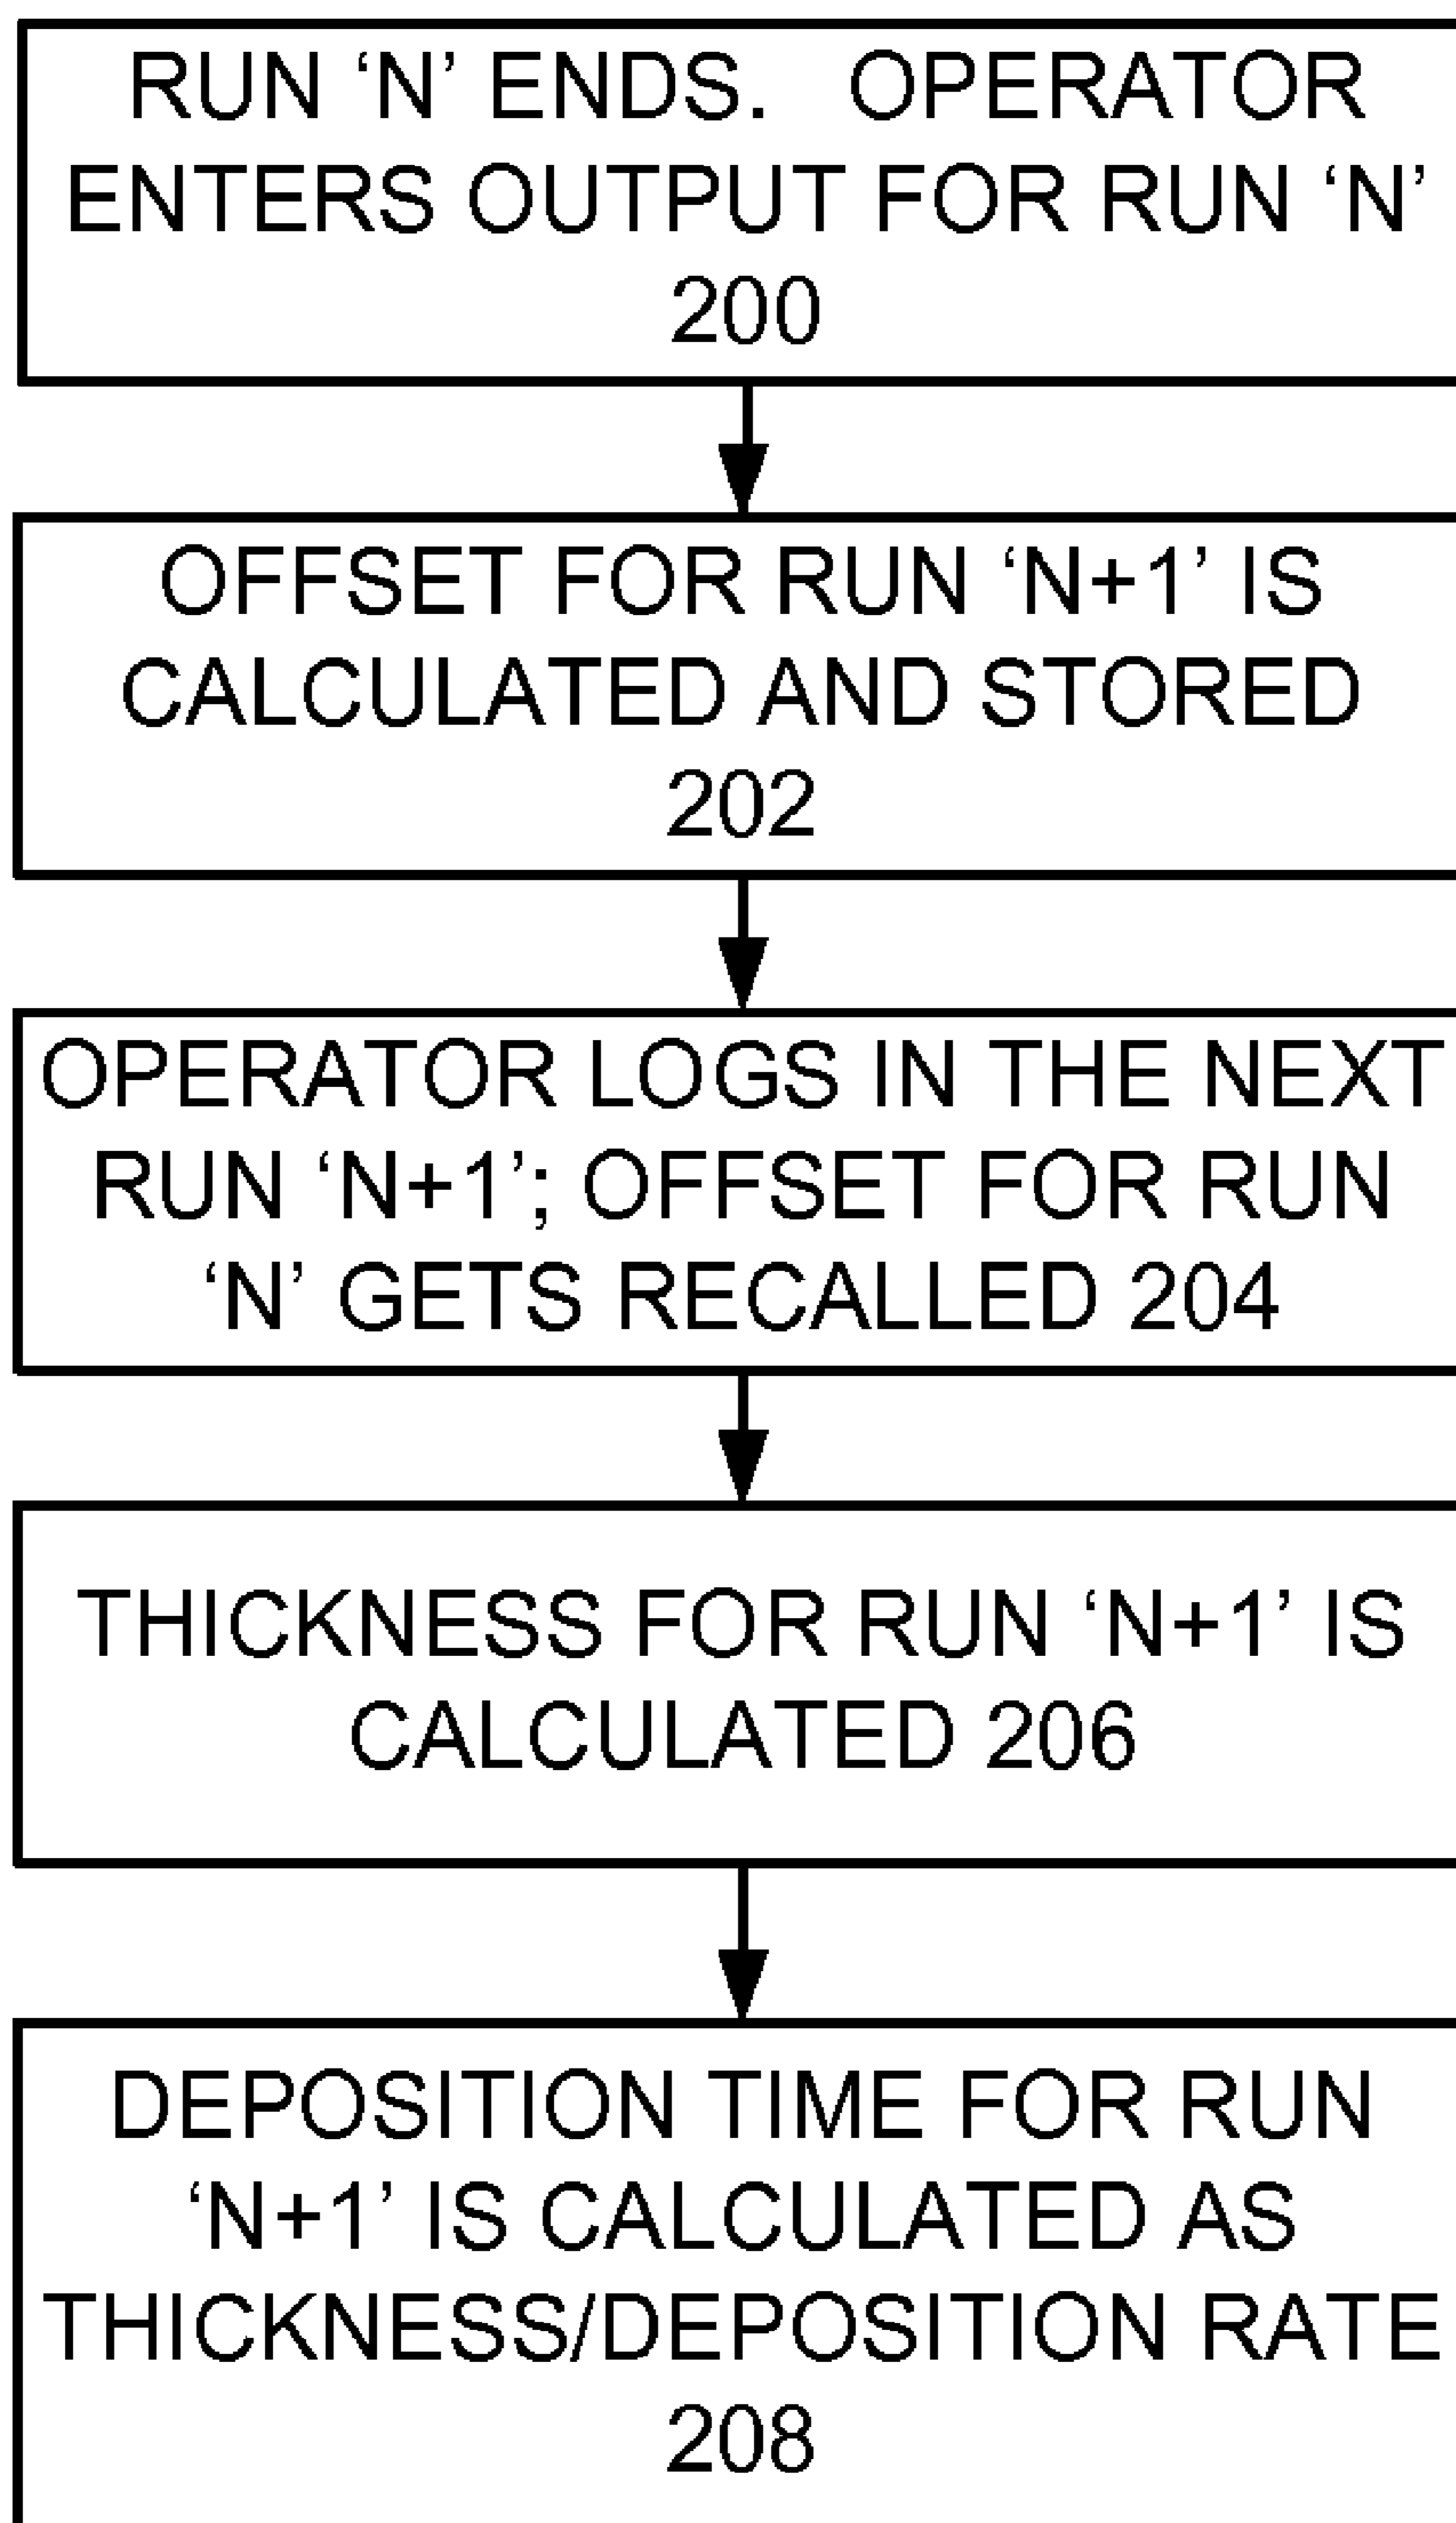 RUN ‘N’ ENDS. OPERATOR
ENTERS OUTPUT FOR RUN ‘N’
200
OFFSET FOR RUN ‘N+1’ IS
CALCULATED AND STORED
202
OPERATOR LOGS IN THE NEXT
RUN ‘N+1’; OFFSET FOR RUN
‘N’ GETS RECALLED 204
THICKNESS FOR RUN ‘N+1’ IS
CALCULATED 206
DEPOSITION TIME FOR RUN
‘N+1’ IS CALCULATED AS
THICKNESS/DEPOSITION RATE
208